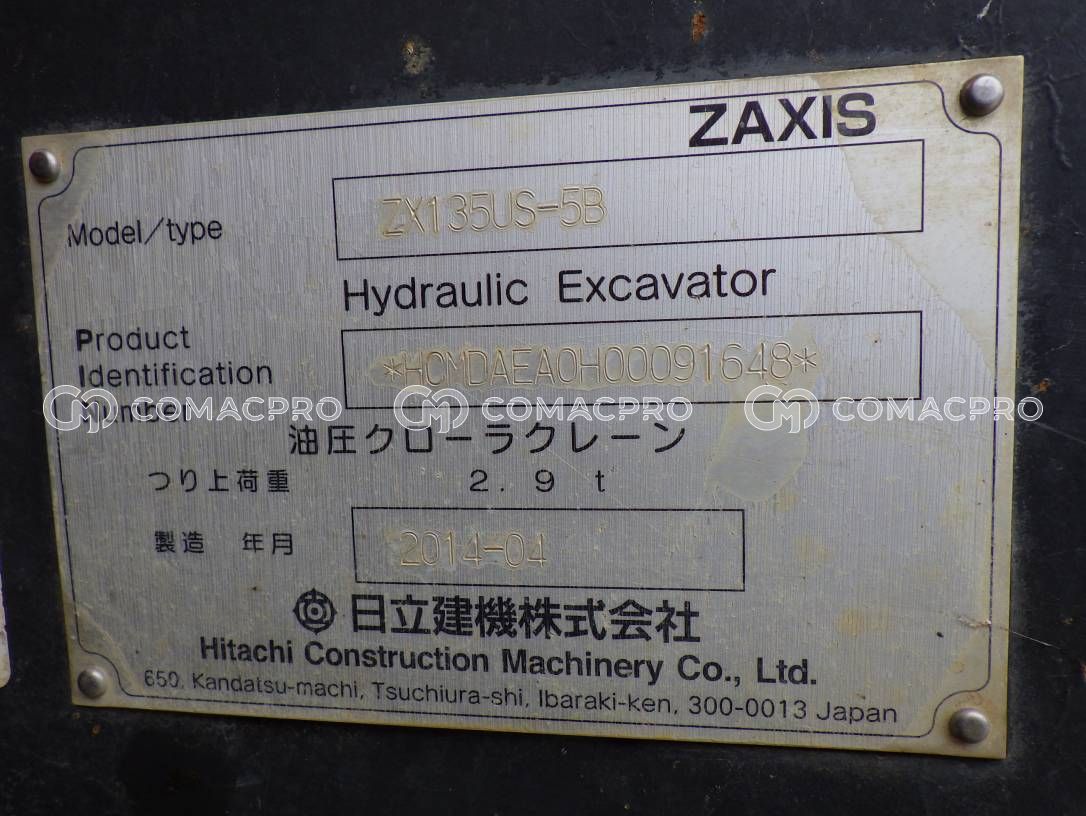 ZAXIS
Model/type ZX135US-5B
Hydraulic Excavator
Product
Identification
Number *HCMDAEA0H00091648*
COMACPRO COMACPRO COMACPRO
油圧クローラクレーン
つり上荷重 2.9 t
製造 年月 2014-04
日立建機株式会社
Hitachi Construction Machinery Co., Ltd.
650, Kandatsu-machi, Tsuchiura-shi, Ibaraki-ken, 300-0013 Japan